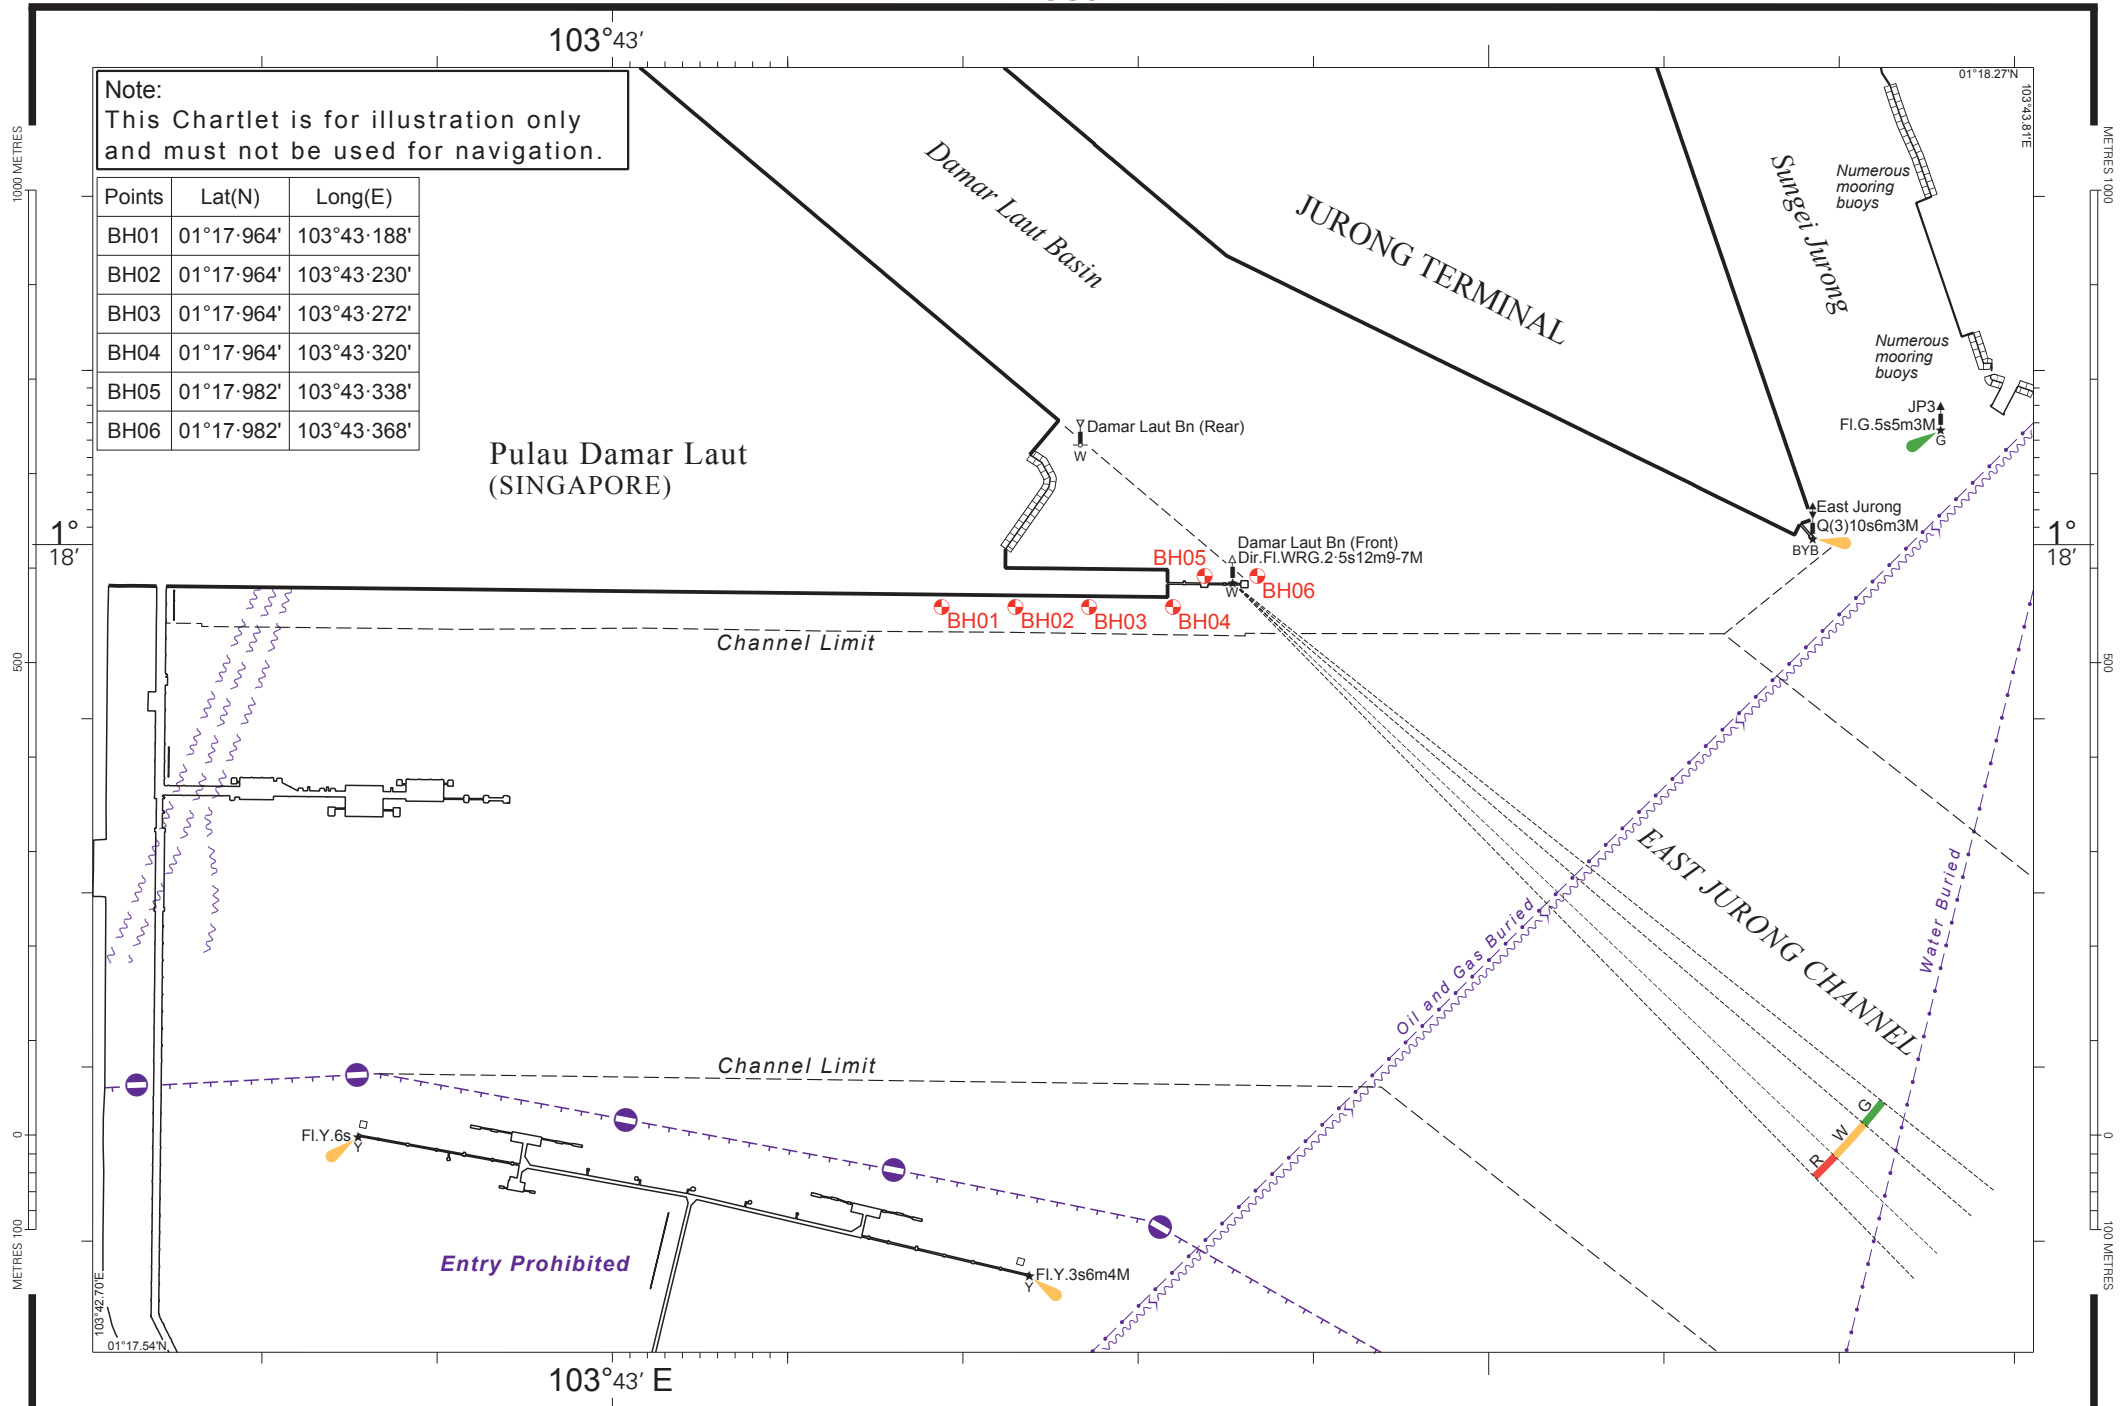 103°43′
Note:
This Chartlet is for illustration only
and must not be used for navigation.
Points Lat(N) Long(E)
BH01 01°17·964' 103°43·188'
BH02 01°17·964' 103°43·230'
BH03 01°17·964' 103°43·272'
BH04 01°17·964' 103°43·320'
BH05 01°17·982' 103°43·338'
BH06 01°17·982' 103°43·368'
01°18.27'N
103°43.81'E
1000 METRES
500
0
METRES 100
METRES 1000
500
0
100 METRES
Damar Laut Basin
JURONG TERMINAL
Sungei Jurong
Numerous
mooring
buoys
Numerous
mooring
buoys
JP3
Fl.G.5s5m3M
G
Damar Laut Bn (Rear)
W
Pulau Damar Laut
(SINGAPORE)
East Jurong
Q(3)10s6m3M
BYB
1°
18′
1°
18′
Damar Laut Bn (Front)
Dir.Fl.WRG.2·5s12m9-7M
W
BH05
BH06
BH01
BH02
BH03
BH04
Channel Limit
EAST JURONG CHANNEL
Oil and Gas Buried
Water Buried
Channel Limit
G
W
R
Fl.Y.6s
Y
Entry Prohibited
Fl.Y.3s6m4M
Y
103°42.70'E
01°17.54'N
103°43′ E